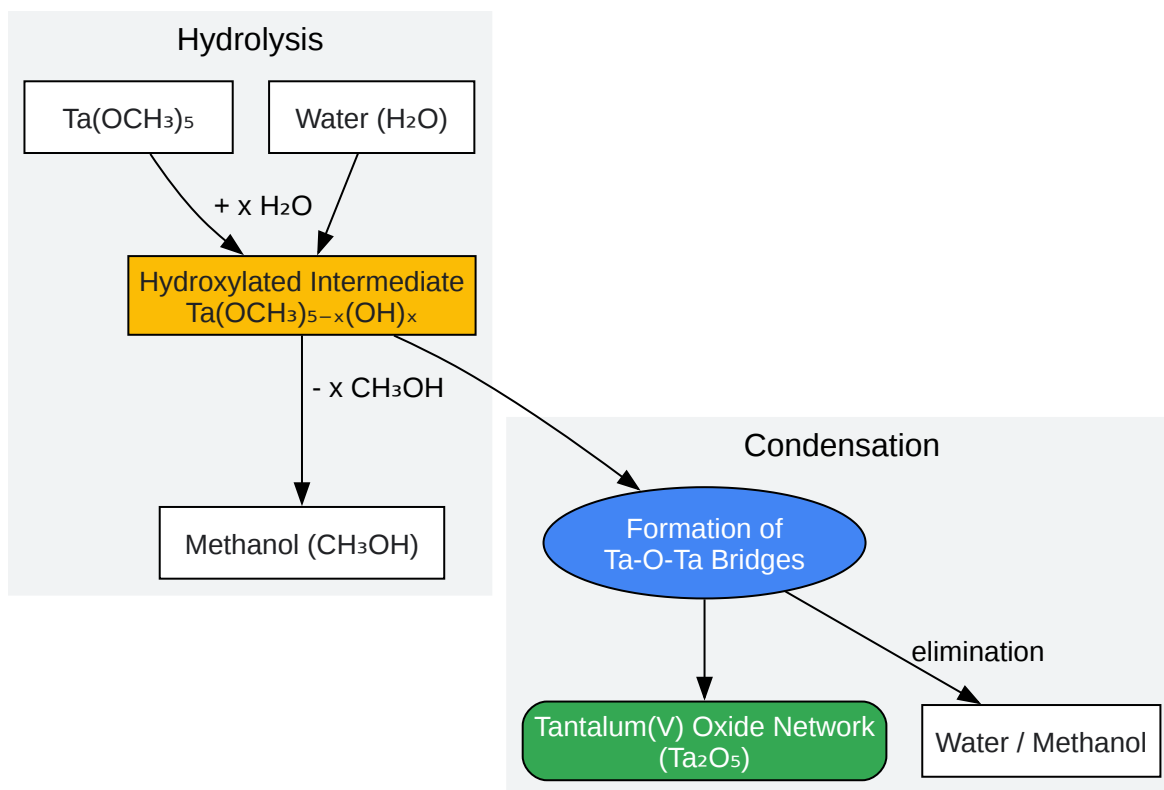 Hydrolysis
Ta(OCH₃)₅
Water (H₂O)
+ x H₂O
Hydroxylated Intermediate
Ta(OCH₃)₅₋ₓ(OH)ₓ
- x CH₃OH
Methanol (CH₃OH)
Condensation
Formation of
Ta-O-Ta Bridges
elimination
Tantalum(V) Oxide Network
(Ta₂O₅)
Water / Methanol